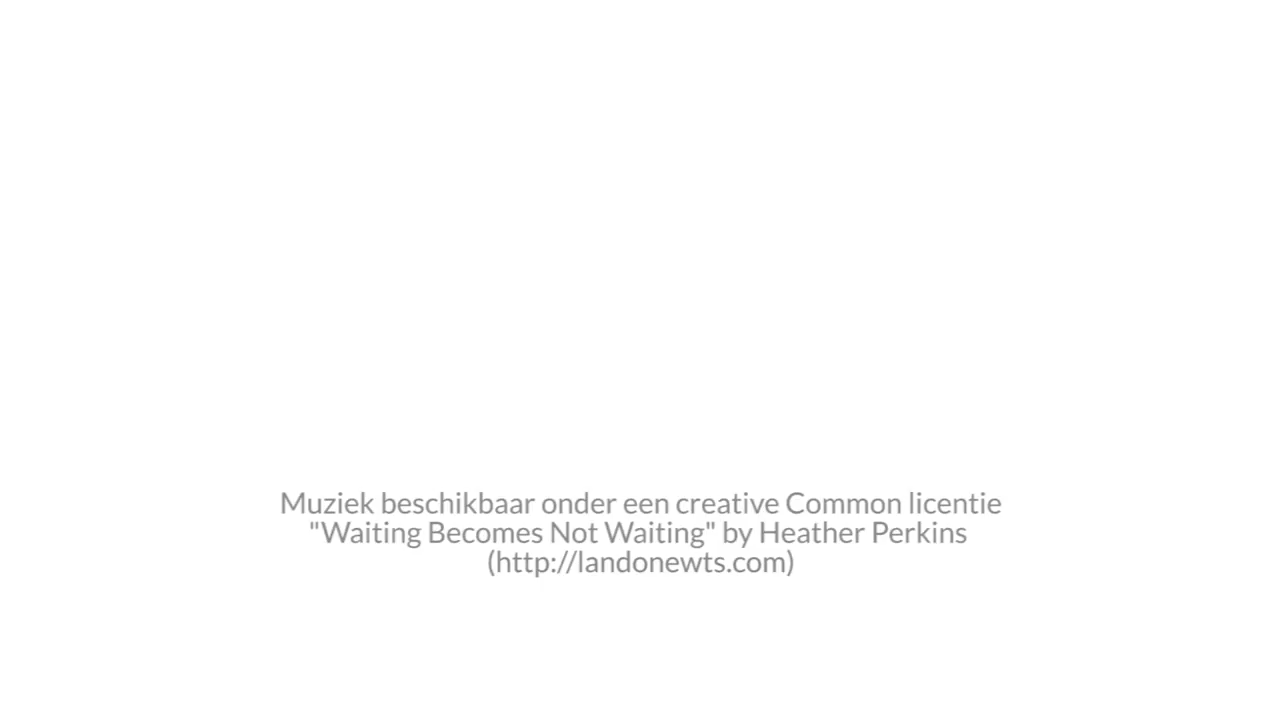 Muziek beschikbaar onder een creative Common licentie
"Waiting Becomes Not Waiting" by Heather Perkins
(http://landonewts.com)